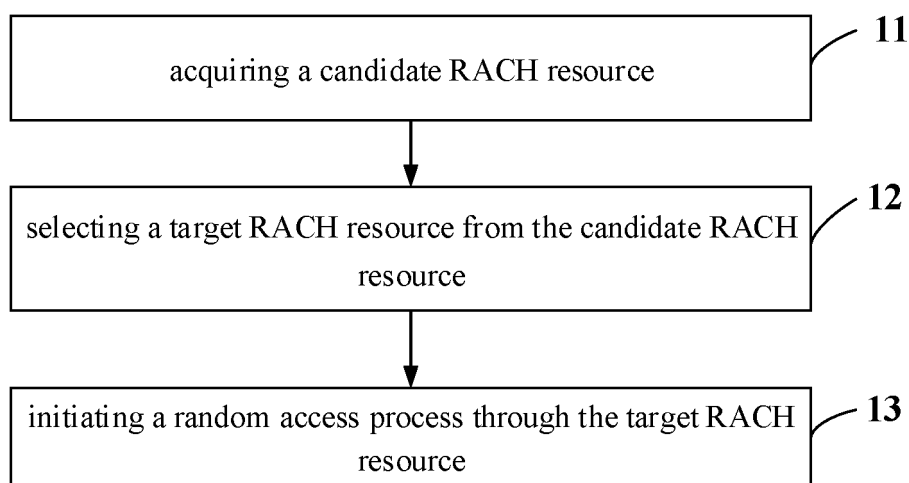 11
acquiring a candidate RACH resource
12
selecting a target RACH resource from the candidate RACH
resource
13
initiating a random access process through the target RACH
resource